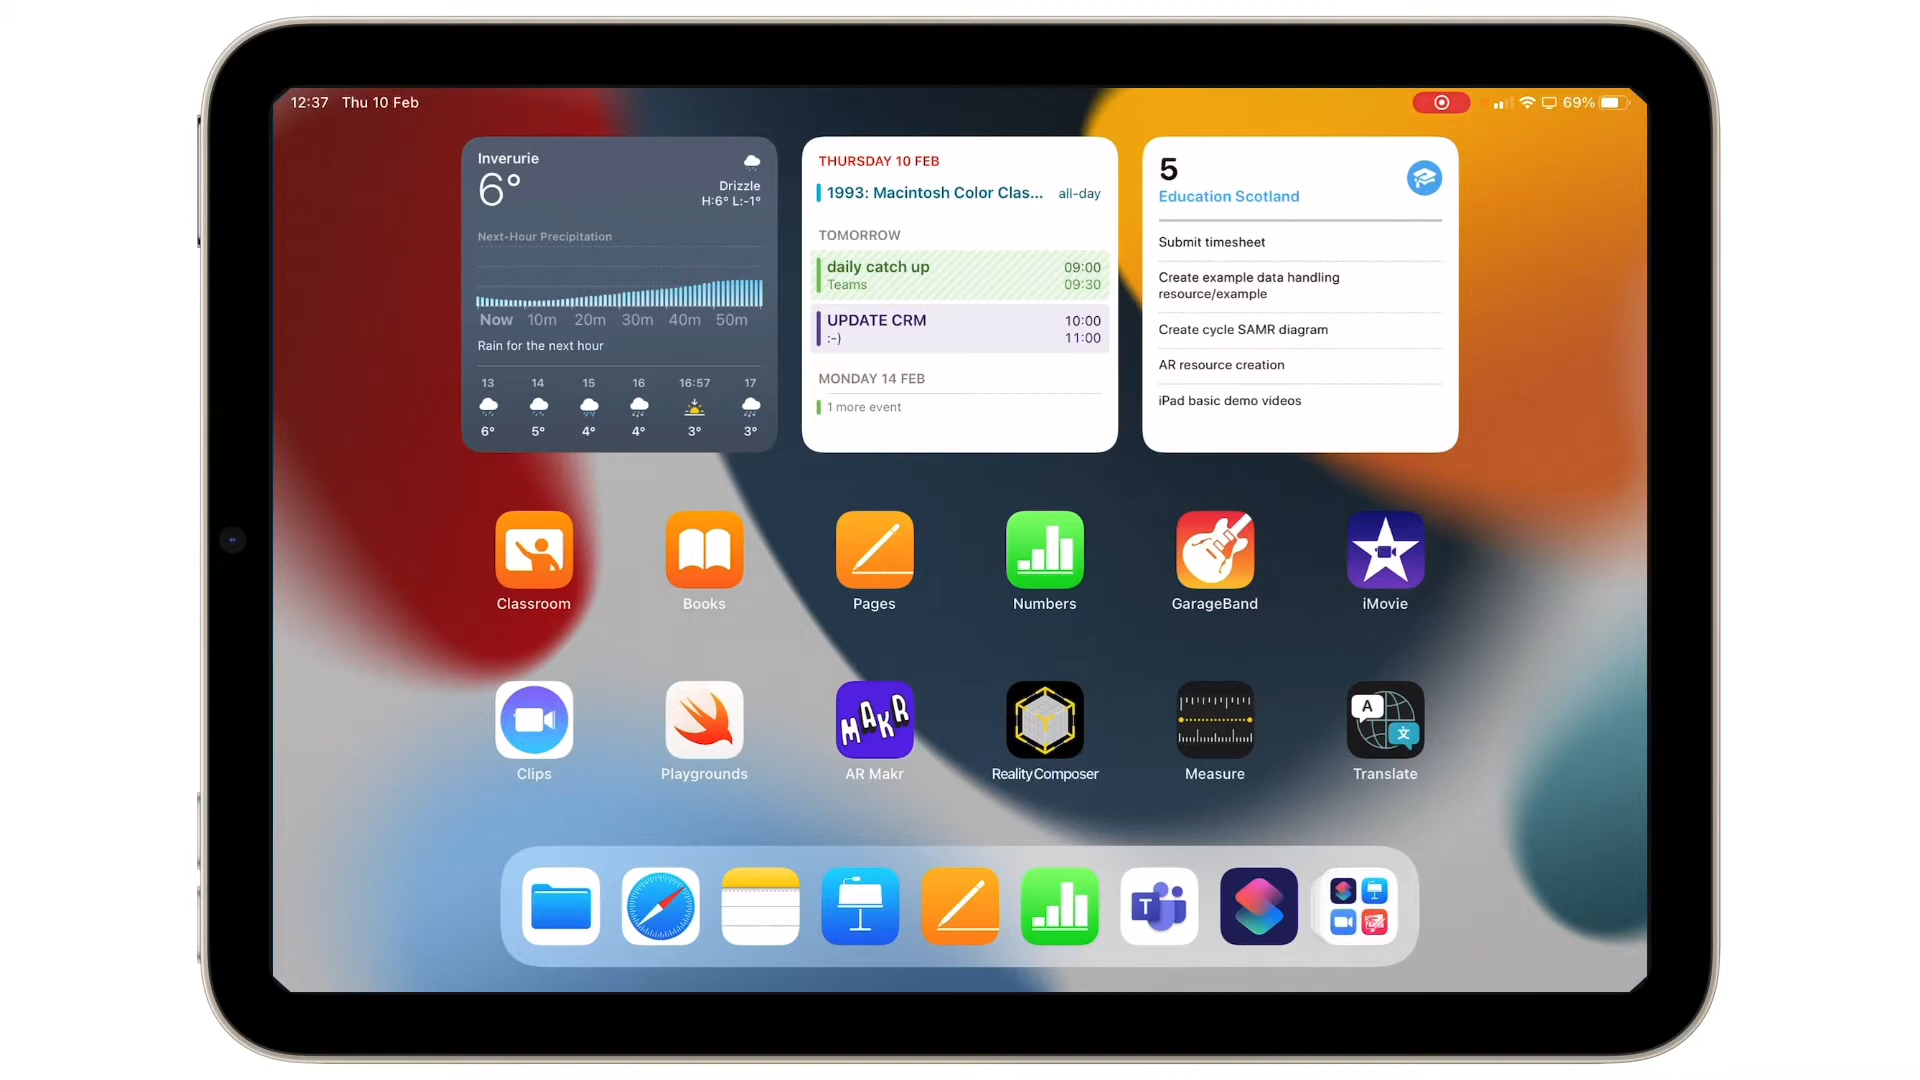 12:37 Thu 10 Feb
69%
Inverurie
6°
Drizzle
H:6° L:-1°
Next-Hour Precipitation
Now 10m 20m 30m 40m 50m
Rain for the next hour
13 14 15 16 16:57 17
6° 5° 4° 4° 3° 3°
THURSDAY 10 FEB
1993: Macintosh Color Clas... all-day
TOMORROW
daily catch up 09:00
Teams 09:30
UPDATE CRM 10:00
:-) 11:00
MONDAY 14 FEB
1 more event
5
Education Scotland
Submit timesheet
Create example data handling
resource/example
Create cycle SAMR diagram
AR resource creation
iPad basic demo videos
Classroom Books Pages Numbers GarageBand iMovie
MAKR
A
文
Clips Playgrounds AR Makr RealityComposer Measure Translate
T